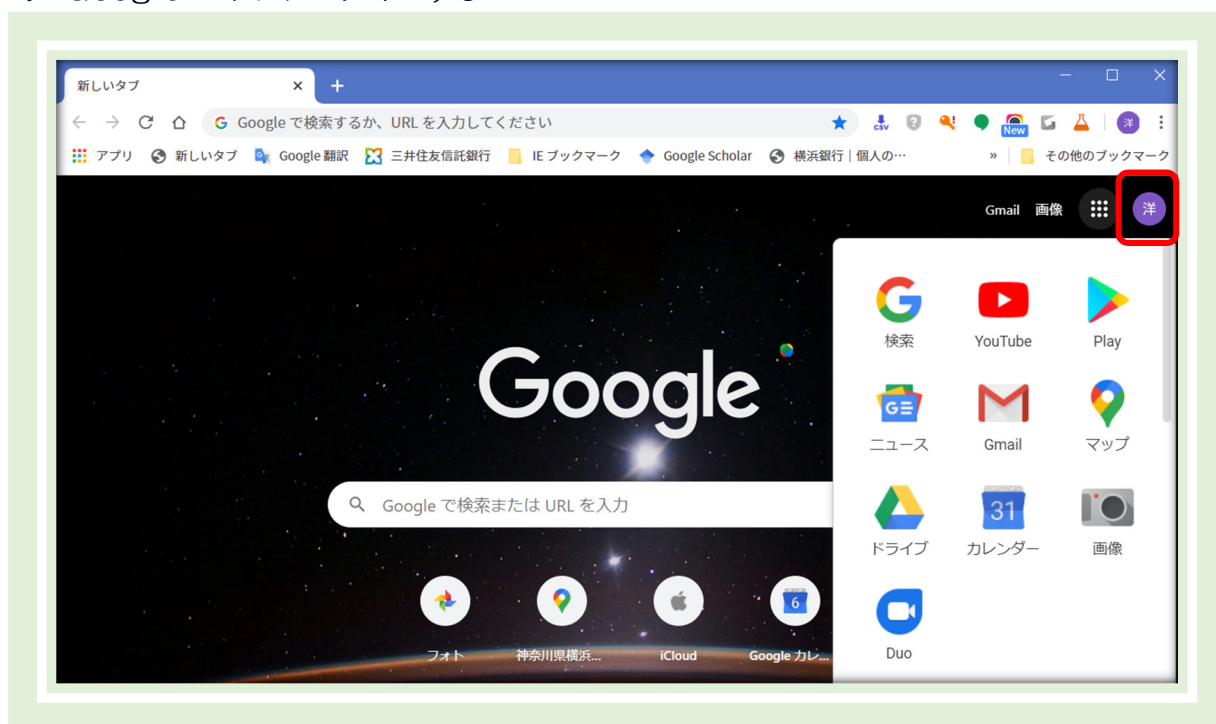 新しいタブ
Google で検索するか、URL を入力してください
CSV
New
洋
アプリ 新しいタブ Google 翻訳 三井住友信託銀行 IE ブックマーク Google Scholar 横浜銀行 | 個人の… » その他のブックマーク
Gmail 画像 洋
検索 YouTube Play
Google
GE
ニュース Gmail マップ
Google で検索または URL を入力
31
ドライブ カレンダー 画像
6
フォト 神奈川県横浜... iCloud Google カレ...
Duo